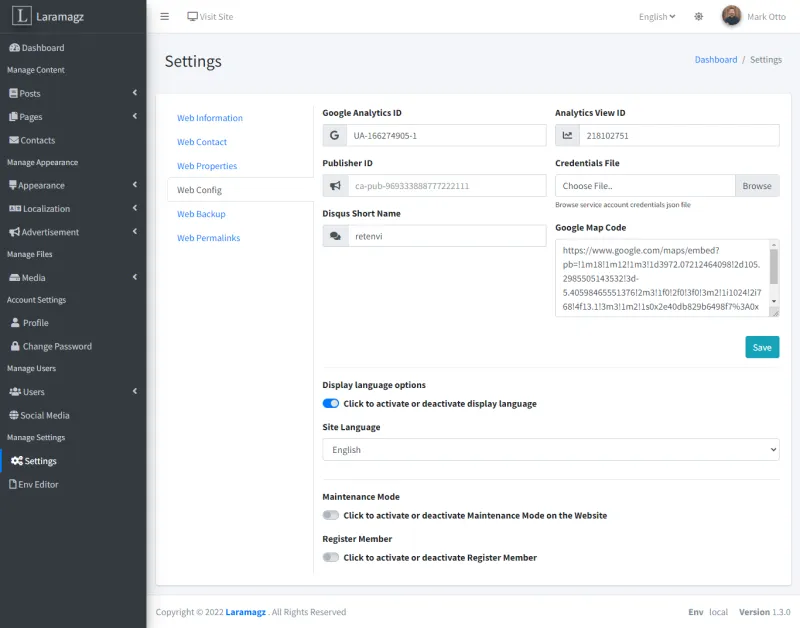 L Laramagz
Visit Site
English
Mark Otto
Dashboard
Manage Content
Posts
Pages
Contacts
Manage Appearance
Appearance
Localization
Advertisement
Manage Files
Media
Account Settings
Profile
Change Password
Manage Users
Users
Social Media
Manage Settings
Settings
Env Editor
Settings
Dashboard / Settings
Web Information
Web Contact
Web Properties
Web Config
Web Backup
Web Permalinks
Google Analytics ID
UA-166274905-1
Analytics View ID
218102751
Publisher ID
ca-pub-969333888777222111
Credentials File
Choose File.. Browse
Browse service account credentials json file
Disqus Short Name
retenvi
Google Map Code
https://www.google.com/maps/embed?
pb=!1m18!1m12!1m3!1d3972.07212464098!2d105.
2985505143532!3d-
5.40598465551376!2m3!1f0!2f0!3f0!3m2!1i1024!2i7
68!4f13.1!3m3!1m2!1s0x2e40db829b6498f7%3A0x
Save
Display language options
Click to activate or deactivate display language
Site Language
English
Maintenance Mode
Click to activate or deactivate Maintenance Mode on the Website
Register Member
Click to activate or deactivate Register Member
Copyright © 2022 Laramagz . All Rights Reserved
Env local Version 1.3.0